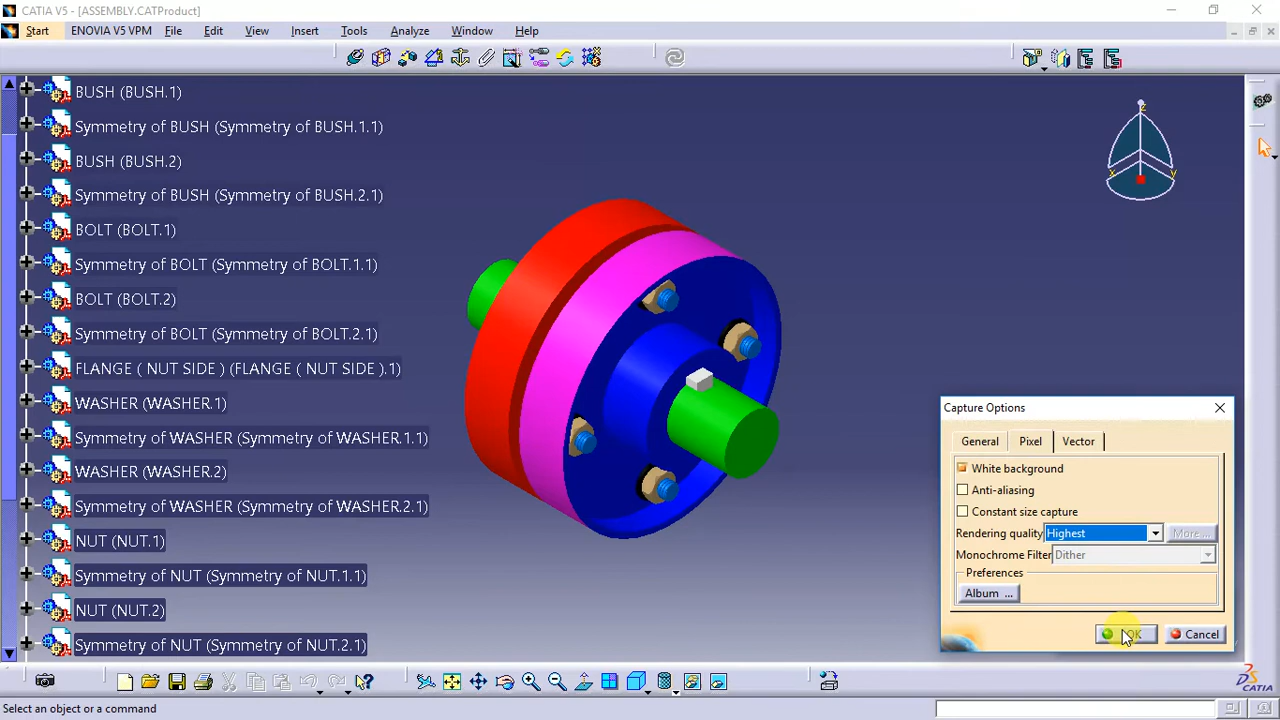 CATIA V5 - [ASSEMBLY.CATProduct]
Start ENOVIA V5 VPM File Edit View Insert Tools Analyze Window Help
BUSH (BUSH.1)
Symmetry of BUSH (Symmetry of BUSH.1.1)
BUSH (BUSH.2)
Symmetry of BUSH (Symmetry of BUSH.2.1)
BOLT (BOLT.1)
Symmetry of BOLT (Symmetry of BOLT.1.1)
BOLT (BOLT.2)
Symmetry of BOLT (Symmetry of BOLT.2.1)
FLANGE ( NUT SIDE ) (FLANGE ( NUT SIDE ).1)
WASHER (WASHER.1)
Symmetry of WASHER (Symmetry of WASHER.1.1)
WASHER (WASHER.2)
Symmetry of WASHER (Symmetry of WASHER.2.1)
NUT (NUT.1)
Symmetry of NUT (Symmetry of NUT.1.1)
NUT (NUT.2)
Symmetry of NUT (Symmetry of NUT.2.1)
z
x y
Capture Options
General Pixel Vector
White background
Anti-aliasing
Constant size capture
Rendering quality Highest More ...
Monochrome Filter Dither
Preferences
Album ...
OK Cancel
CATIA
Select an object or a command